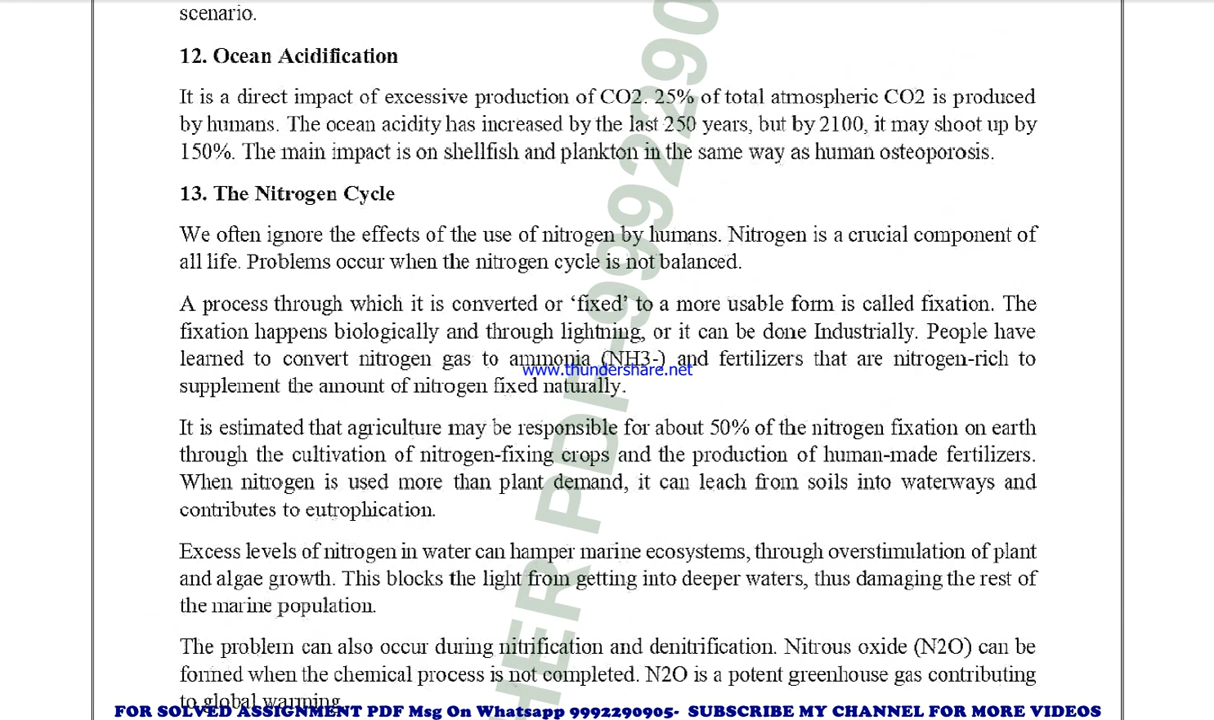 scenario.
12. Ocean Acidification
It is a direct impact of excessive production of CO2. 25% of total atmospheric CO2 is produced
by humans. The ocean acidity has increased by the last 250 years, but by 2100, it may shoot up by
150%. The main impact is on shellfish and plankton in the same way as human osteoporosis.
13. The Nitrogen Cycle
We often ignore the effects of the use of nitrogen by humans. Nitrogen is a crucial component of
all life. Problems occur when the nitrogen cycle is not balanced.
A process through which it is converted or ‘fixed’ to a more usable form is called fixation. The
fixation happens biologically and through lightning, or it can be done Industrially. People have
learned to convert nitrogen gas to ammonia (NH3-) and fertilizers that are nitrogen-rich to
www.thundershare.net
supplement the amount of nitrogen fixed naturally.
It is estimated that agriculture may be responsible for about 50% of the nitrogen fixation on earth
through the cultivation of nitrogen-fixing crops and the production of human-made fertilizers.
When nitrogen is used more than plant demand, it can leach from soils into waterways and
contributes to eutrophication.
Excess levels of nitrogen in water can hamper marine ecosystems, through overstimulation of plant
and algae growth. This blocks the light from getting into deeper waters, thus damaging the rest of
the marine population.
The problem can also occur during nitrification and denitrification. Nitrous oxide (N2O) can be
formed when the chemical process is not completed. N2O is a potent greenhouse gas contributing
to global warming.
FOR SOLVED ASSIGNMENT PDF Msg On Whatsapp 9992290905- SUBSCRIBE MY CHANNEL FOR MORE VIDEOS
HER PDF-9992290